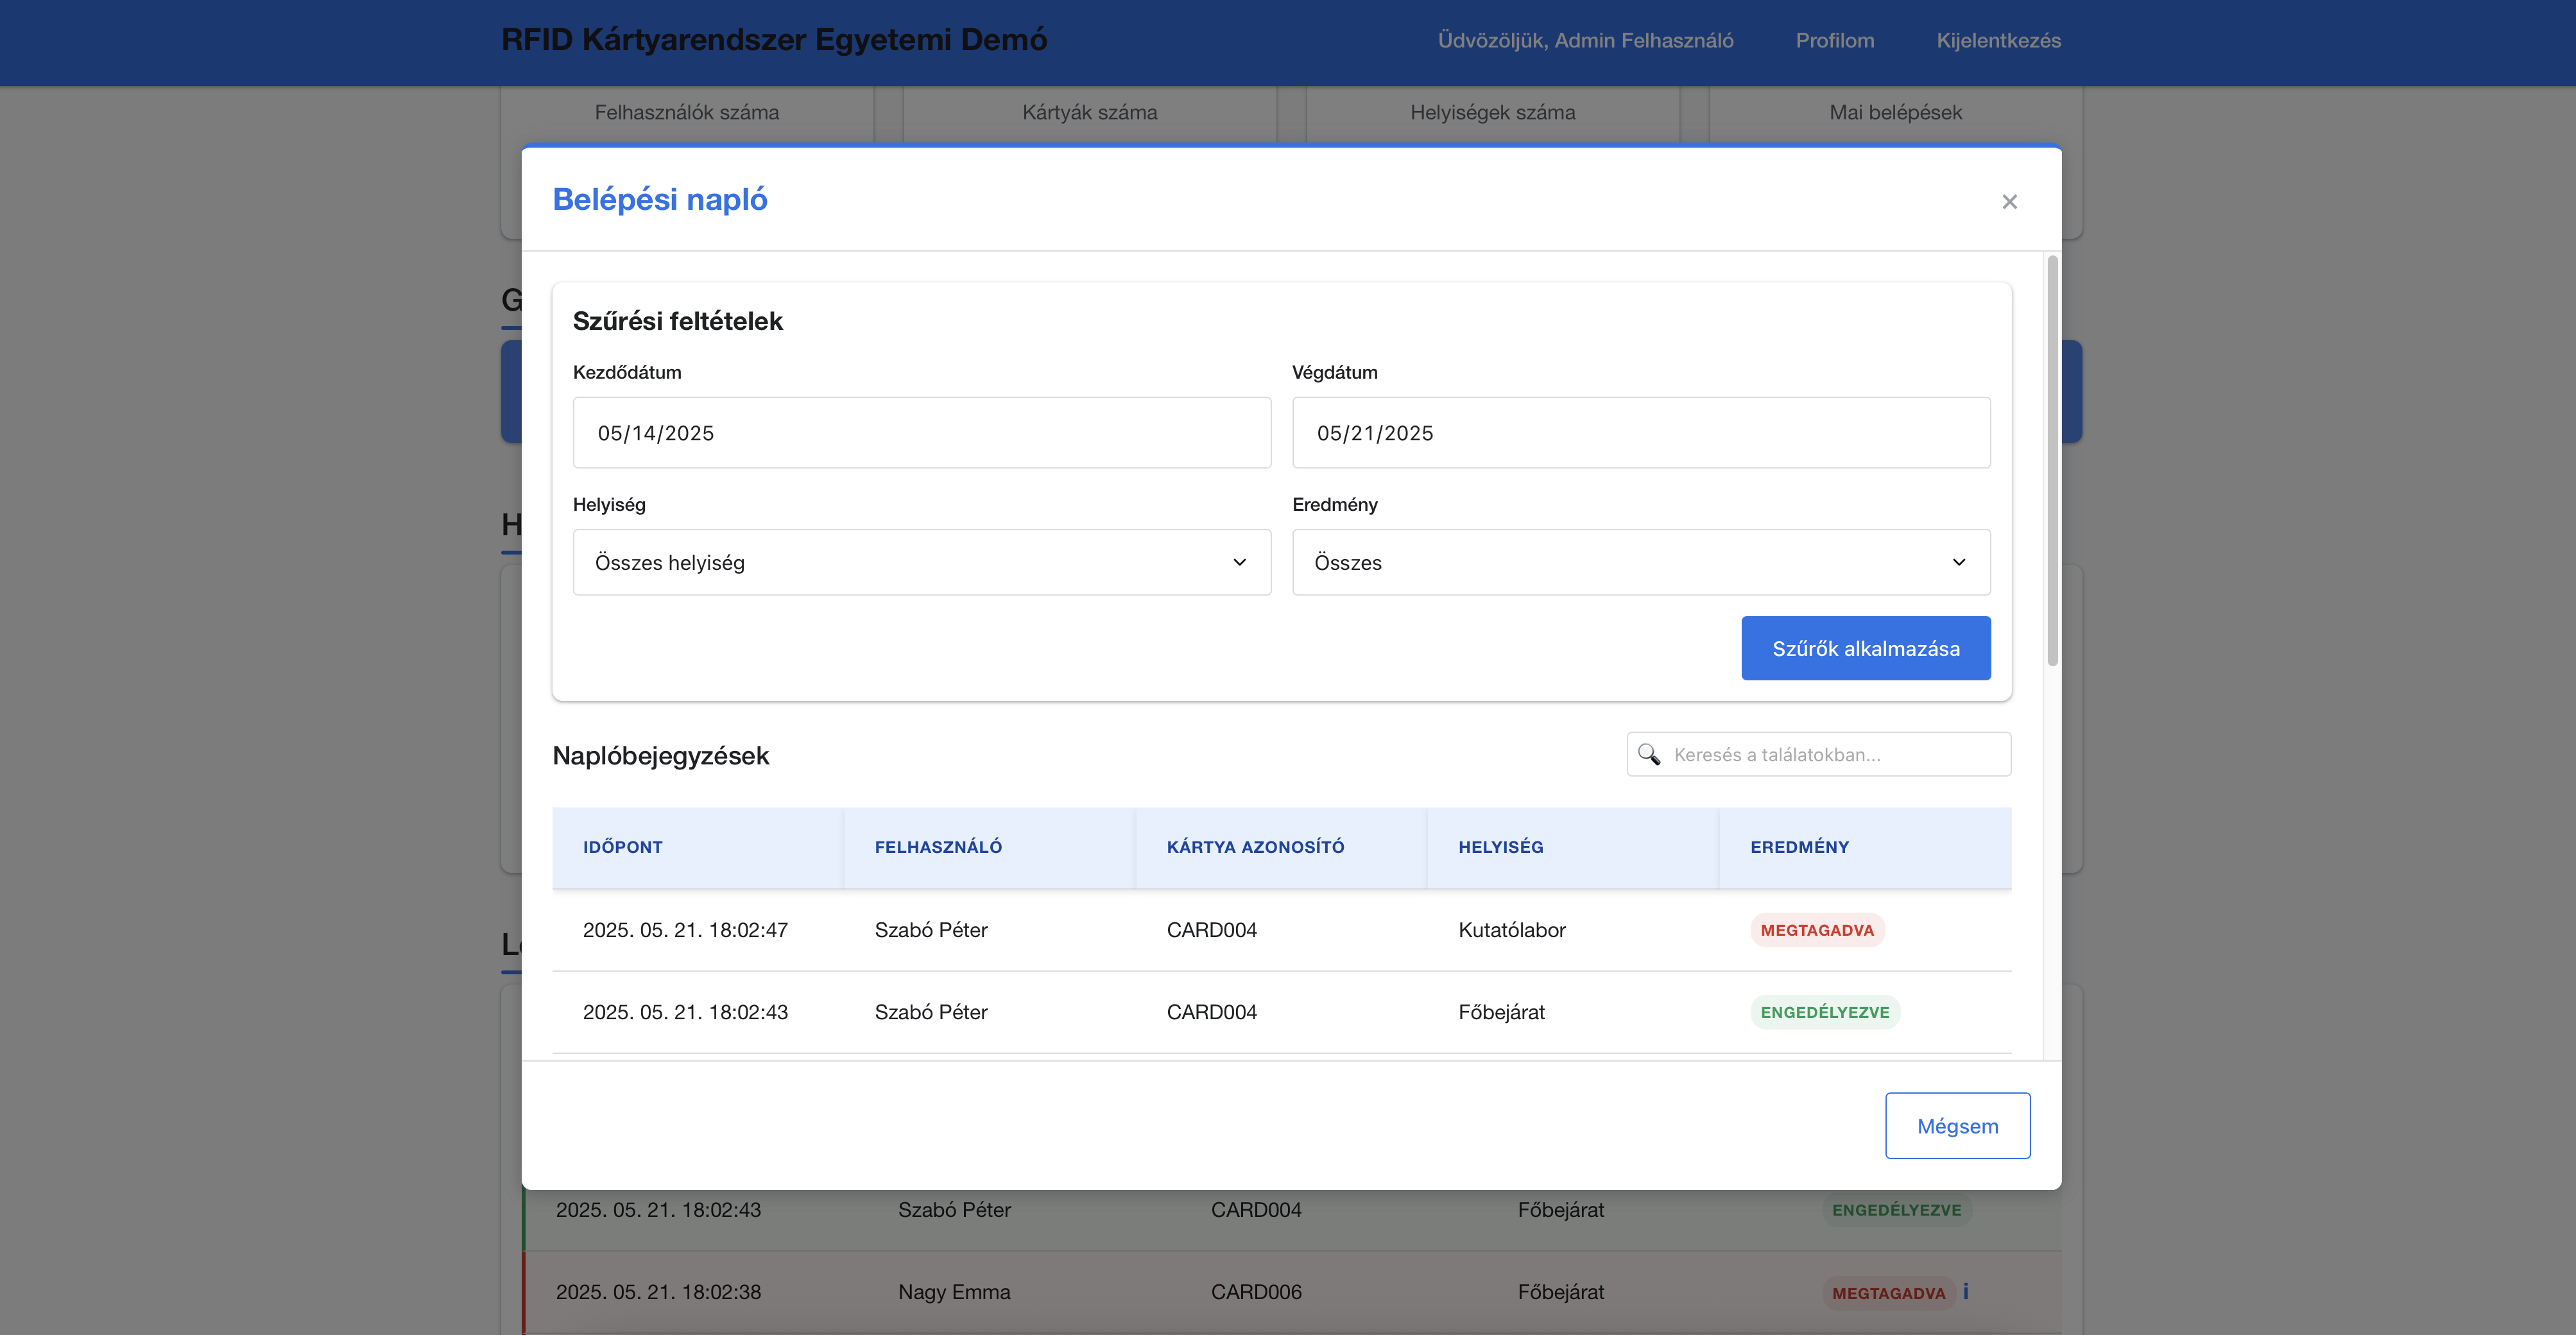 RFID Kártyarendszer Egyetemi Demó
Üdvözöljük, Admin Felhasználó
Profilom
Kijelentkezés
Felhasználók száma
Kártyák száma
Helyiségek száma
Mai belépések
Belépési napló
×
Szűrési feltételek
Kezdődátum
Végdátum
05/14/2025
05/21/2025
Helyiség
Eredmény
Összes helyiség
Összes
Szűrők alkalmazása
Naplóbejegyzések
Keresés a találatokban...
IDŐPONT FELHASZNÁLÓ KÁRTYA AZONOSÍTÓ HELYISÉG EREDMÉNY
2025. 05. 21. 18:02:47 Szabó Péter CARD004 Kutatólabor MEGTAGADVA
2025. 05. 21. 18:02:43 Szabó Péter CARD004 Főbejárat ENGEDÉLYEZVE
Mégsem
2025. 05. 21. 18:02:43 Szabó Péter CARD004 Főbejárat ENGEDÉLYEZVE
2025. 05. 21. 18:02:38 Nagy Emma CARD006 Főbejárat MEGTAGADVA i